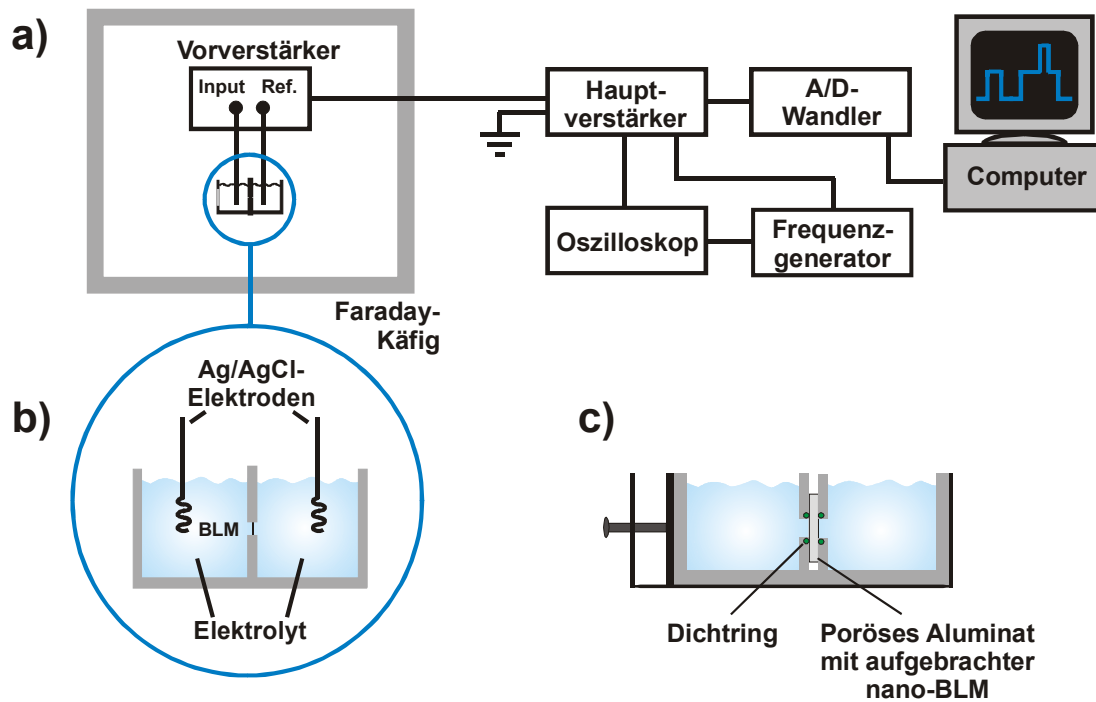 a)
Vorverstärker
Input Ref.
Haupt-
verstärker
A/D-
Wandler
Computer
Oszilloskop
Frequenz-
generator
Faraday-
Käfig
b)
Ag/AgCl-
Elektroden
BLM
Elektrolyt
c)
Dichtring
Poröses Aluminat
mit aufgebrachter
nano-BLM